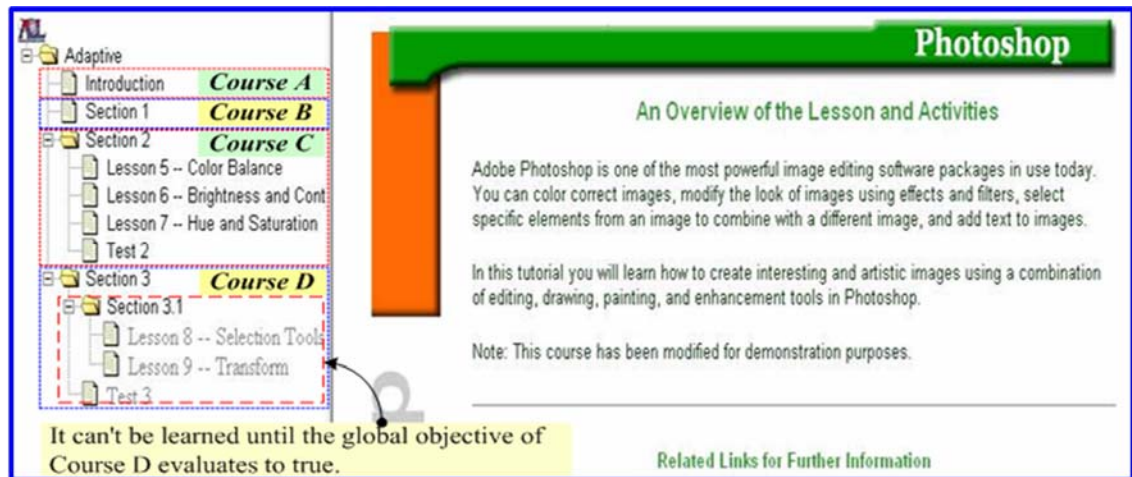 Adaptive
Introduction Course A
Section 1 Course B
Section 2 Course C
Lesson 5 -- Color Balance
Lesson 6 -- Brightness and Cont
Lesson 7 -- Hue and Saturation
Test 2
Section 3 Course D
Section 3.1
Lesson 8 -- Selection Tools
Lesson 9 -- Transform
Test 3
It can't be learned until the global objective of
Course D evaluates to true.
Photoshop
An Overview of the Lesson and Activities
Adobe Photoshop is one of the most powerful image editing software packages in use today.
You can color correct images, modify the look of images using effects and filters, select
specific elements from an image to combine with a different image, and add text to images.
In this tutorial you will learn how to create interesting and artistic images using a combination
of editing, drawing, painting, and enhancement tools in Photoshop.
Note: This course has been modified for demonstration purposes.
Related Links for Further Information